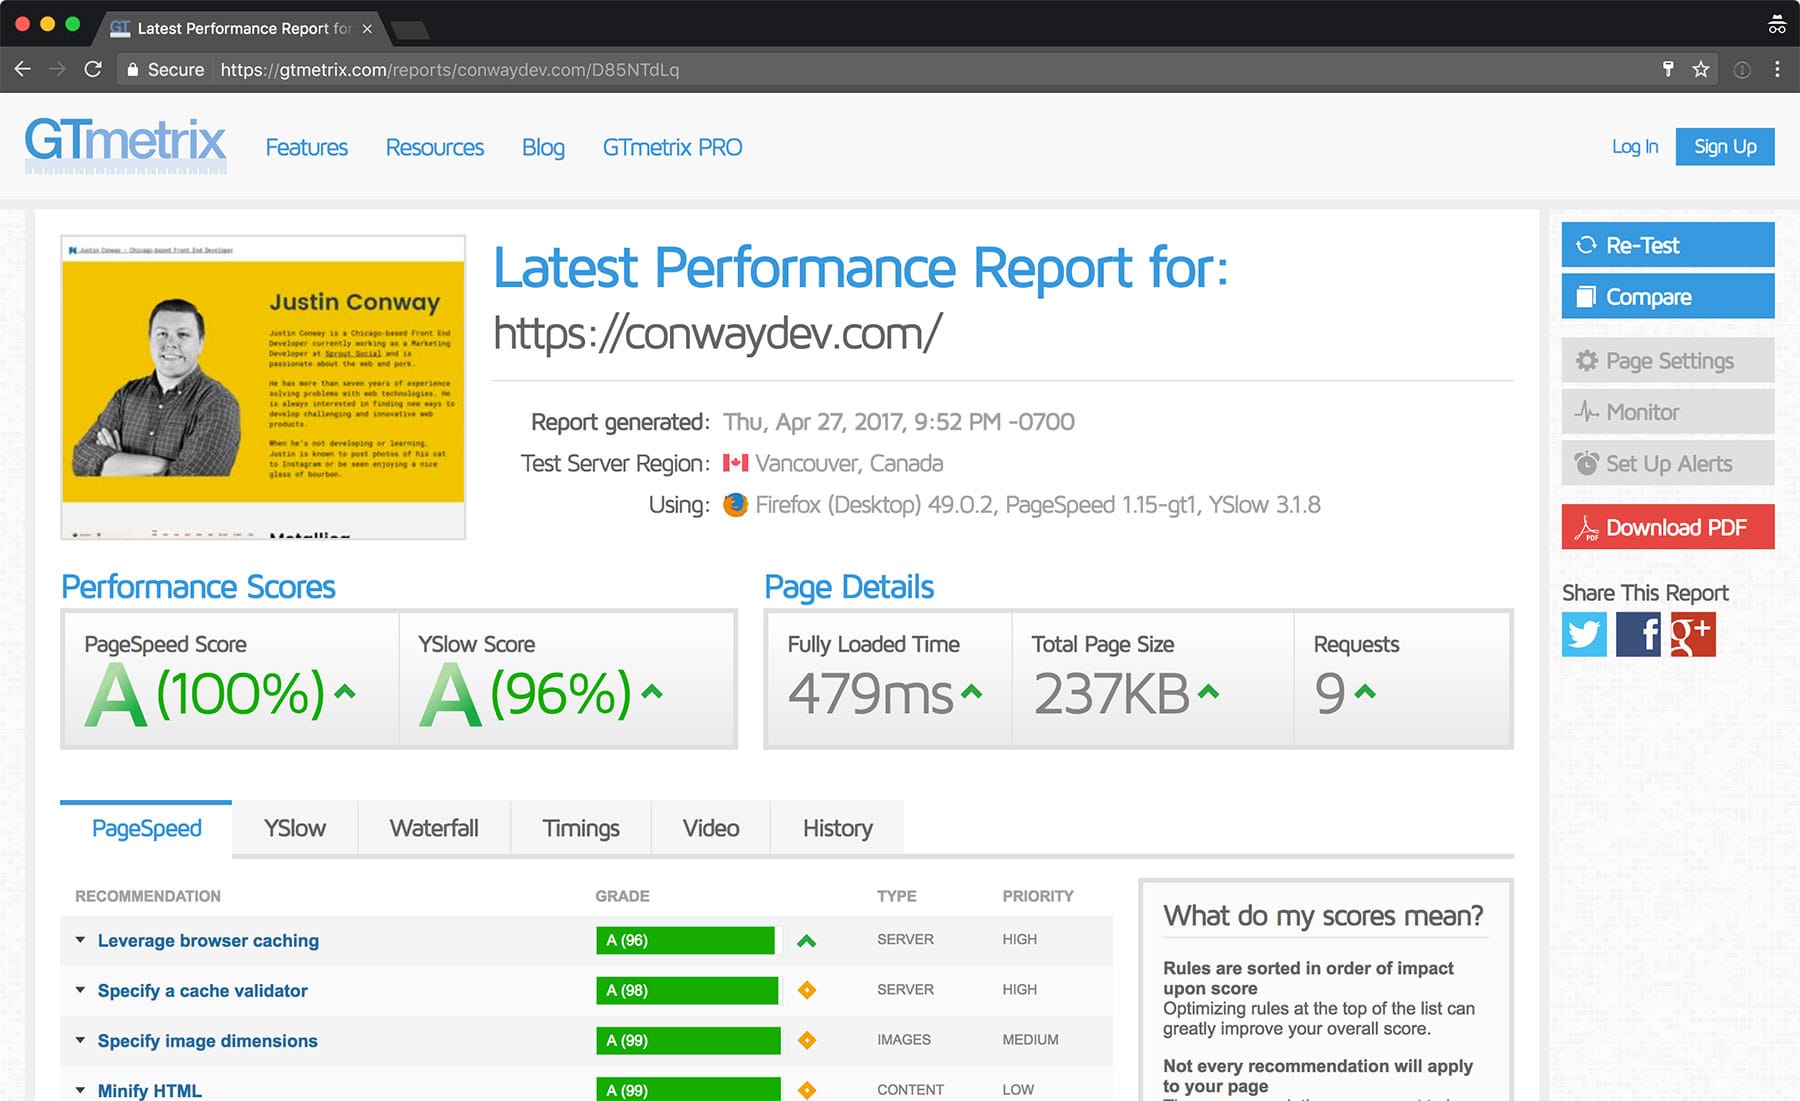 GT Latest Performance Report for
Secure https://gtmetrix.com/reports/conwaydev.com/D85NTdLq
GTmetrix Features Resources Blog GTmetrix PRO Log In Sign Up
Justin Conway - Chicago-based Front End Developer
Justin Conway
Justin Conway is a Chicago-based Front End
Developer currently working as a Marketing
Developer at Sprout Social and is
passionate about the web and pork.
He has more than seven years of experience
solving problems with web technologies. He
is always interested in finding new ways to
develop challenging and innovative web
products.
When he's not developing or learning,
Justin is known to post photos of his cat
to Instagram or be seen enjoying a nice
glass of bourbon.
Latest Performance Report for:
https://conwaydev.com/
Report generated: Thu, Apr 27, 2017, 9:52 PM -0700
Test Server Region: Vancouver, Canada
Using: Firefox (Desktop) 49.0.2, PageSpeed 1.15-gt1, YSlow 3.1.8
Re-Test
Compare
Page Settings
Monitor
Set Up Alerts
PDF Download PDF
Share This Report
f g+
Performance Scores
PageSpeed Score
A (100%)
YSlow Score
A (96%)
Page Details
Fully Loaded Time
479ms
Total Page Size
237KB
Requests
9
PageSpeed YSlow Waterfall Timings Video History
RECOMMENDATION GRADE TYPE PRIORITY
Leverage browser caching A (96) SERVER HIGH
Specify a cache validator A (98) SERVER HIGH
Specify image dimensions A (99) IMAGES MEDIUM
Minify HTML A (99) CONTENT LOW
What do my scores mean?
Rules are sorted in order of impact
upon score
Optimizing rules at the top of the list can
greatly improve your overall score.
Not every recommendation will apply
to your page